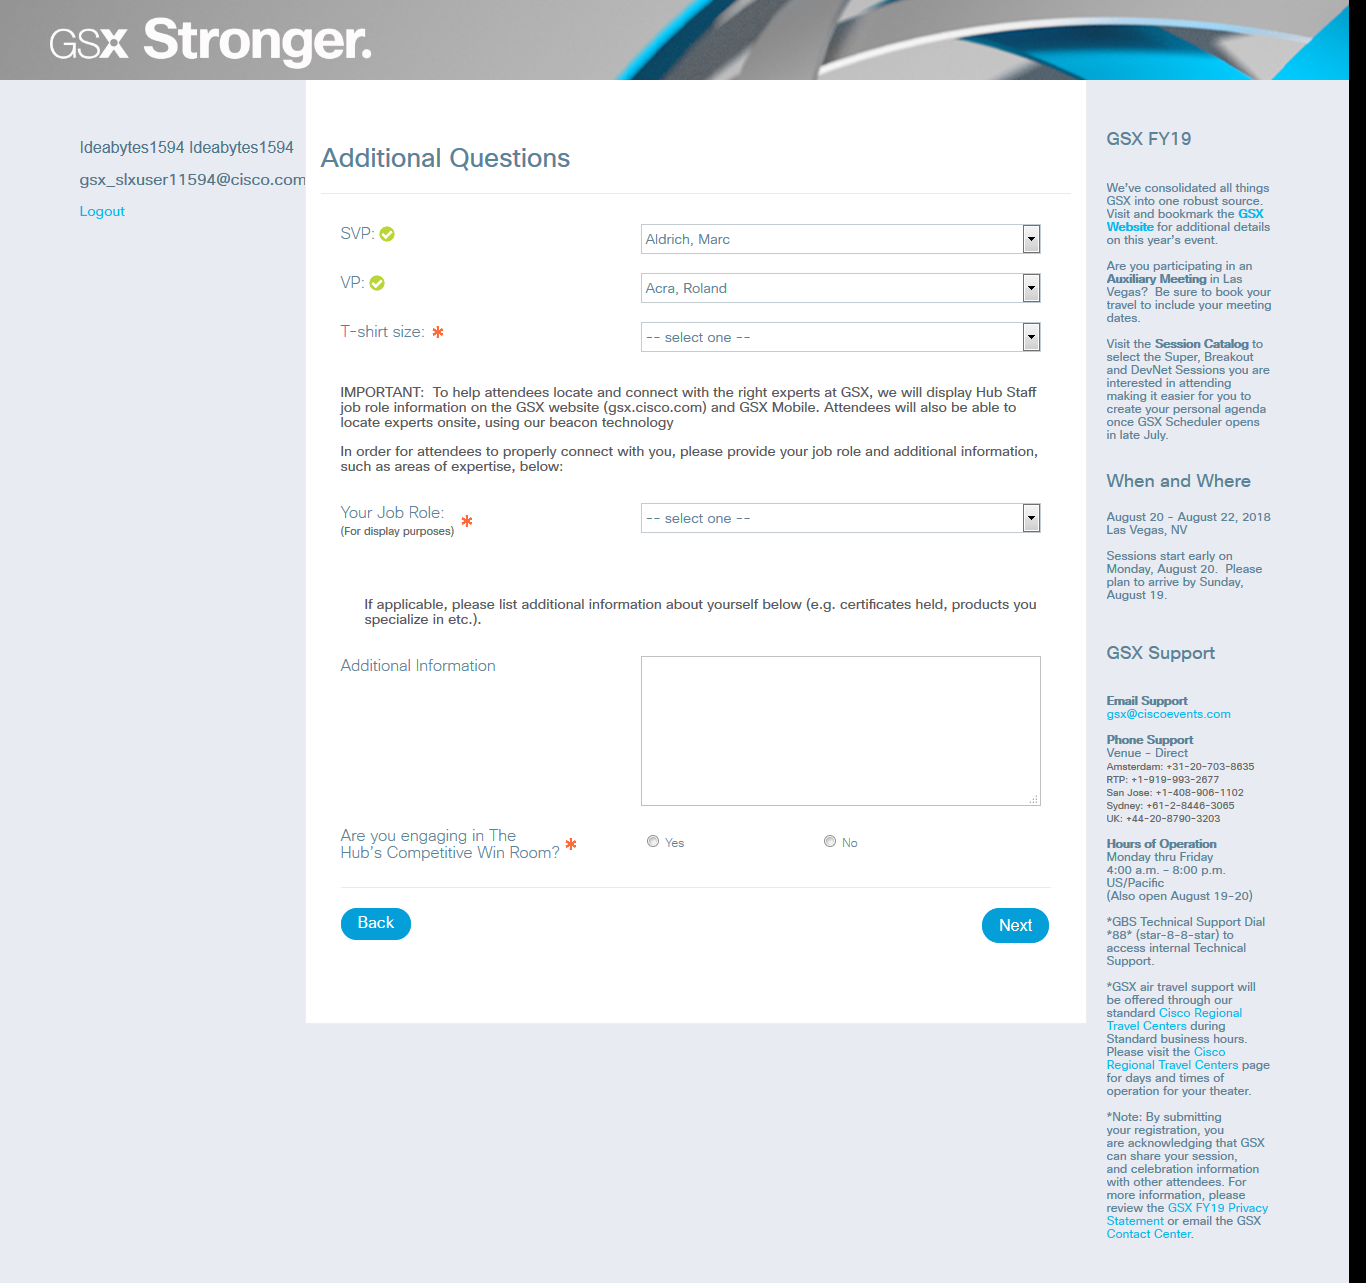 GSX Stronger.
Ideabytes1594 Ideabytes1594
gsx_slxuser11594@cisco.com
Logout
Additional Questions
SVP:
Aldrich, Marc
VP:
Acra, Roland
T-shirt size: *
-- select one --
IMPORTANT:  To help attendees locate and connect with the right experts at GSX, we will display Hub Staff
job role information on the GSX website (gsx.cisco.com) and GSX Mobile. Attendees will also be able to
locate experts onsite, using our beacon technology
In order for attendees to properly connect with you, please provide your job role and additional information,
such as areas of expertise, below:
Your Job Role:
(For display purposes) *
-- select one --
If applicable, please list additional information about yourself below (e.g. certificates held, products you
specialize in etc.).
Additional Information
Are you engaging in The
Hub's Competitive Win Room? *
Yes
No
Back
Next
GSX FY19
We've consolidated all things
GSX into one robust source.
Visit and bookmark the GSX
Website for additional details
on this year's event.
Are you participating in an
Auxiliary Meeting in Las
Vegas?  Be sure to book your
travel to include your meeting
dates.
Visit the Session Catalog to
select the Super, Breakout
and DevNet Sessions you are
interested in attending
making it easier for you to
create your personal agenda
once GSX Scheduler opens
in late July.
When and Where
August 20 - August 22, 2018
Las Vegas, NV
Sessions start early on
Monday, August 20.  Please
plan to arrive by Sunday,
August 19.
GSX Support
Email Support
gsx@ciscoevents.com
Phone Support
Venue - Direct
Amsterdam: +31-20-703-8635
RTP: +1-919-993-2677
San Jose: +1-408-906-1102
Sydney: +61-2-8446-3065
UK: +44-20-8790-3203
Hours of Operation
Monday thru Friday
4:00 a.m. - 8:00 p.m.
US/Pacific
(Also open August 19-20)
*GBS Technical Support Dial
*88* (star-8-8-star) to
access internal Technical
Support.
*GSX air travel support will
be offered through our
standard Cisco Regional
Travel Centers during
Standard business hours.
Please visit the Cisco
Regional Travel Centers page
for days and times of
operation for your theater.
*Note: By submitting
your registration, you
are acknowledging that GSX
can share your session,
and celebration information
with other attendees. For
more information, please
review the GSX FY19 Privacy
Statement or email the GSX
Contact Center.